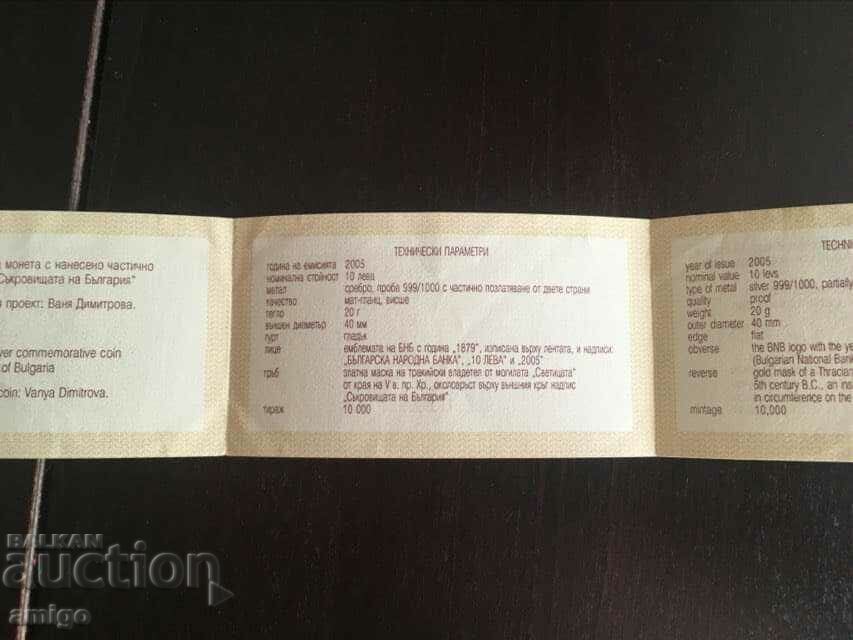 монета с нанесено частично
Съкровищата на България"
проект: Ваня Димитрова.
ver commemorative coin
of Bulgaria
coin: Vanya Dimitrova.
ТЕХНИЧЕСКИ ПАРАМЕТРИ
година на емисията 2005
номинална стойност 10 лева
метал сребро, проба 999/1000 с частично позлатяване от двете страни
качество мат-гланц, висше
тегло 20 г
външен диаметър 40 мм
гурт гладък
лице емблемата на БНБ с година „1879", изписана върху лентата, и надписи:
„БЪЛГАРСКА НАРОДНА БАНКА", „10 ЛЕВА" и „2005"
гръб златна маска на тракийски владетел от могилата „Светицата"
от края на V в. пр. Хр., околовръст върху външния кръг надпис
„Съкровищата на България".
тираж 10 000
TECHNI
year of issue 2005
nominal value 10 levs
type of metal silver 999/1000, partially
quality proof
weight 20 g
outer diameter 40 mm
edge flat
obverse the BNB logo with the ye
(Bulgarian National Bank
reverse gold mask of a Thracian
5th century B.C., an ins
in circumference on the
mintage 10,000
BALKAN
auction
amigo